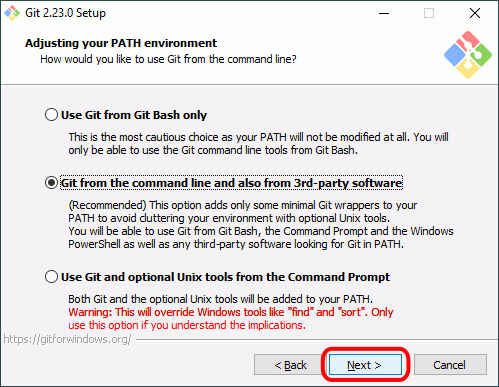 Git 2.23.0 Setup
Adjusting your PATH environment
How would you like to use Git from the command line?
Use Git from Git Bash only
This is the most cautious choice as your PATH will not be modified at all. You will
only be able to use the Git command line tools from Git Bash.
Git from the command line and also from 3rd-party software
(Recommended) This option adds only some minimal Git wrappers to your
PATH to avoid cluttering your environment with optional Unix tools.
You will be able to use Git from Git Bash, the Command Prompt and the Windows
PowerShell as well as any third-party software looking for Git in PATH.
Use Git and optional Unix tools from the Command Prompt
Both Git and the optional Unix tools will be added to your PATH.
Warning: This will override Windows tools like "find" and "sort". Only
use this option if you understand the implications.
https://gitforwindows.org/
< Back Next > Cancel